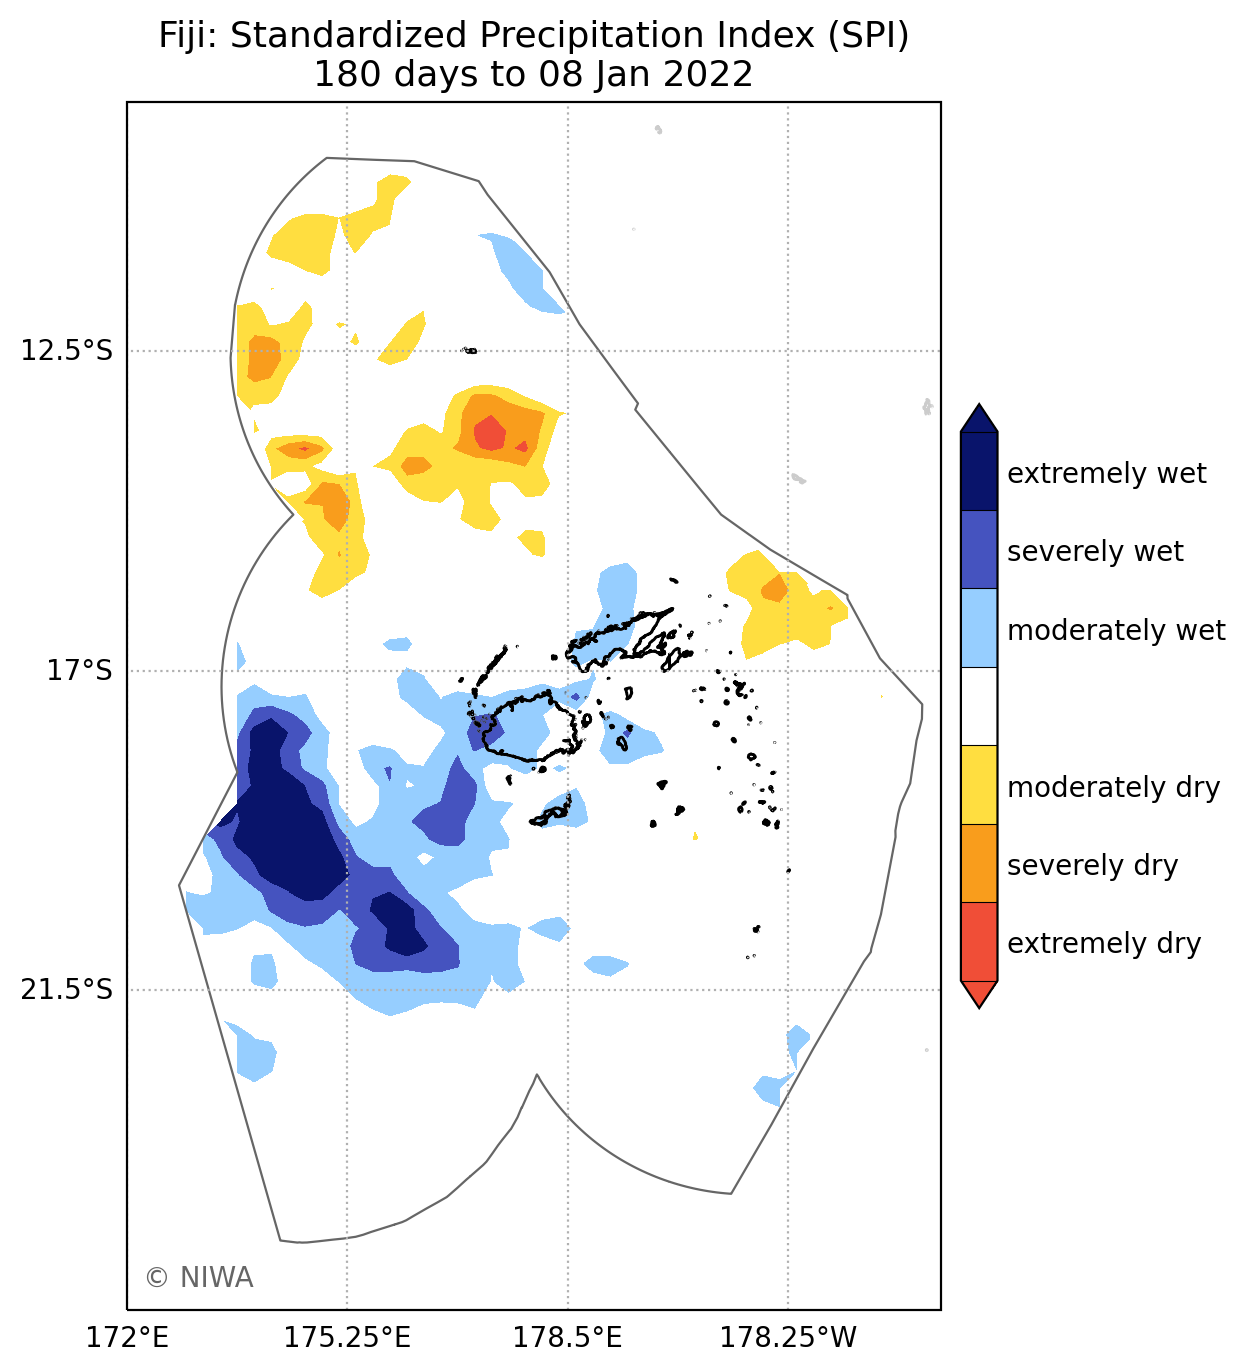 Fiji: Standardized Precipitation Index (SPI)
180 days to 08 Jan 2022
12.5°S
17°S
21.5°S
172°E
175.25°E
178.5°E
178.25°W
extremely wet
severely wet
moderately wet
moderately dry
severely dry
extremely dry
© NIWA